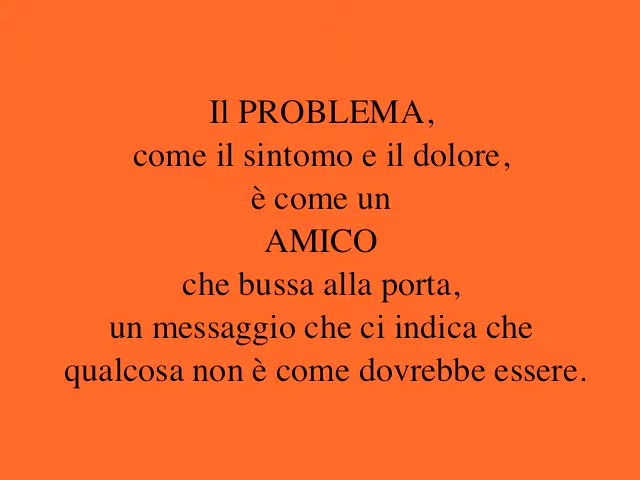 Il PROBLEMA,
come il sintomo e il dolore,
è come un
AMICO
che bussa alla porta,
un messaggio che ci indica che
qualcosa non è come dovrebbe essere.